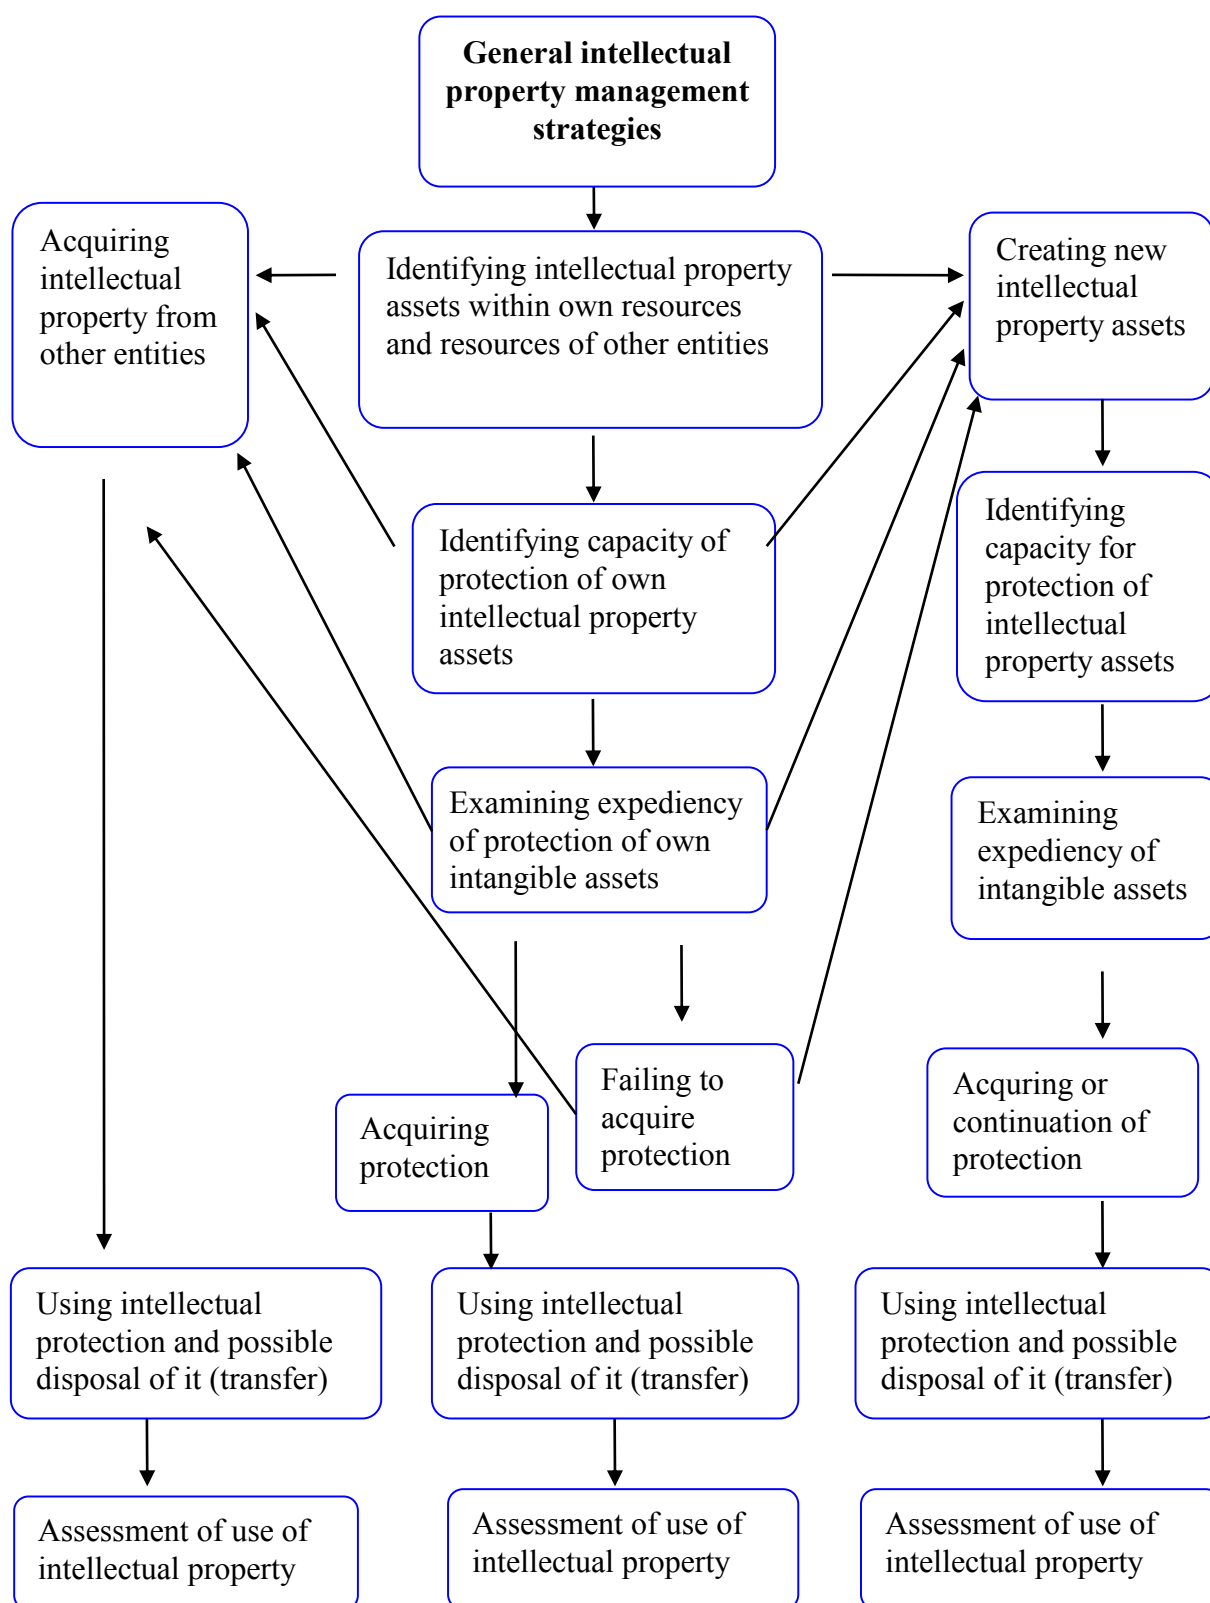 General intellectual
property management
strategies
Acquiring
intellectual
property from
other entities
Identifying intellectual property
assets within own resources
and resources of other entities
Creating new
intellectual
property assets
Identifying capacity of
protection of own
intellectual property
assets
Identifying
capacity for
protection of
intellectual
property assets
Examining expediency
of protection of own
intangible assets
Examining
expediency of
intangible assets
Acquiring
protection
Failing to
acquire
protection
Acquring or
continuation of
protection
Using intellectual
protection and possible
disposal of it (transfer)
Using intellectual
protection and possible
disposal of it (transfer)
Using intellectual
protection and possible
disposal of it (transfer)
Assessment of use of
intellectual property
Assessment of use of
intellectual property
Assessment of use of
intellectual property